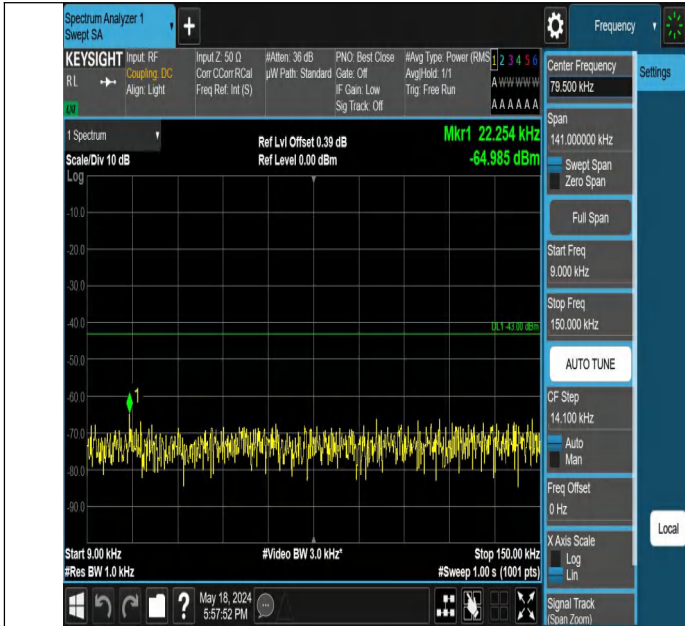 Spectrum Analyzer 1
Swept SA
+
Frequency
KEYSIGHT
RL
Input: RF
Coupling: DC
Align: Light
Input Z: 50 Ω
Corr CCorr RCal
Freq Ref: Int (S)
#Atten: 36 dB
µW Path: Standard
PNO: Best Close
Gate: Off
IF Gain: Low
Sig Track: Off
#Avg Type: Power (RMS
Avg|Hold: 1/1
Trig: Free Run
1 2 3 4 5 6
A W W W W W
A A A A A A
1 Spectrum
Scale/Div 10 dB
Log
Ref Lvl Offset 0.39 dB
Ref Level 0.00 dBm
Mkr1 22.254 kHz
-64.985 dBm
-10.0
-20.0
-30.0
-40.0
DL1 -43.00 dBm
-50.0
-60.0
1
-70.0
-80.0
-90.0
Start 9.00 kHz
#Video BW 3.0 kHz*
Stop 150.00 kHz
#Res BW 1.0 kHz
#Sweep 1.00 s (1001 pts)
May 18, 2024
5:57:52 PM
Center Frequency
79.500 kHz
Settings
Span
141.000000 kHz
Swept Span
Zero Span
Full Span
Start Freq
9.000 kHz
Stop Freq
150.000 kHz
AUTO TUNE
CF Step
14.100 kHz
Auto
Man
Freq Offset
0 Hz
X Axis Scale
Log
Lin
Local
Signal Track
(Span Zoom)